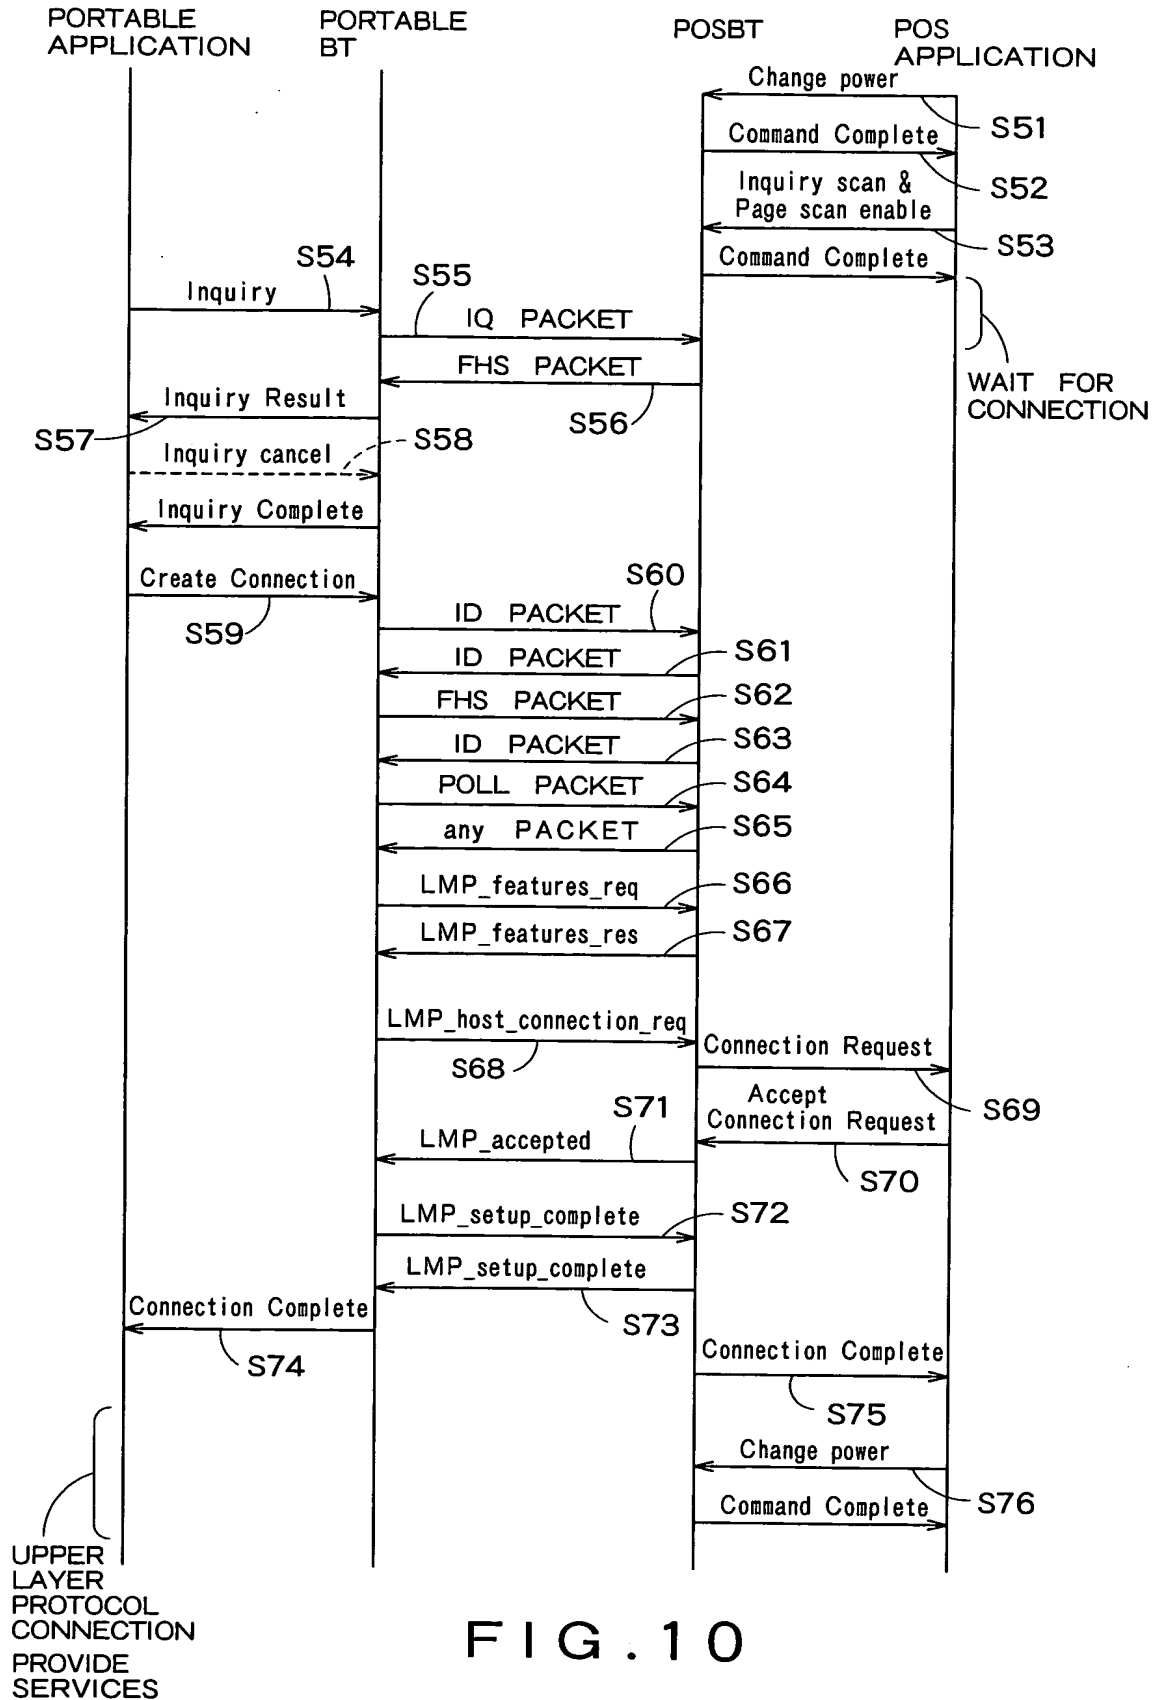 PORTABLE
APPLICATION
PORTABLE
BT
POSBT
POS
APPLICATION
Change power
S51
Command Complete
S52
Inquiry scan &
Page scan enable
S53
Command Complete
S54
Inquiry
S55
IQ PACKET
FHS PACKET
S56
WAIT FOR
CONNECTION
Inquiry Result
S57
S58
Inquiry cancel
Inquiry Complete
Create Connection
S59
S60
ID PACKET
ID PACKET
S61
FHS PACKET
S62
ID PACKET
S63
POLL PACKET
S64
any PACKET
S65
LMP_features_req
S66
LMP_features_res
S67
LMP_host_connection_req
S68
Connection Request
S69
Accept
Connection Request
S70
S71
LMP_accepted
LMP_setup_complete
S72
LMP_setup_complete
S73
Connection Complete
S74
Connection Complete
S75
Change power
S76
Command Complete
UPPER
LAYER
PROTOCOL
CONNECTION
PROVIDE
SERVICES
FIG.10